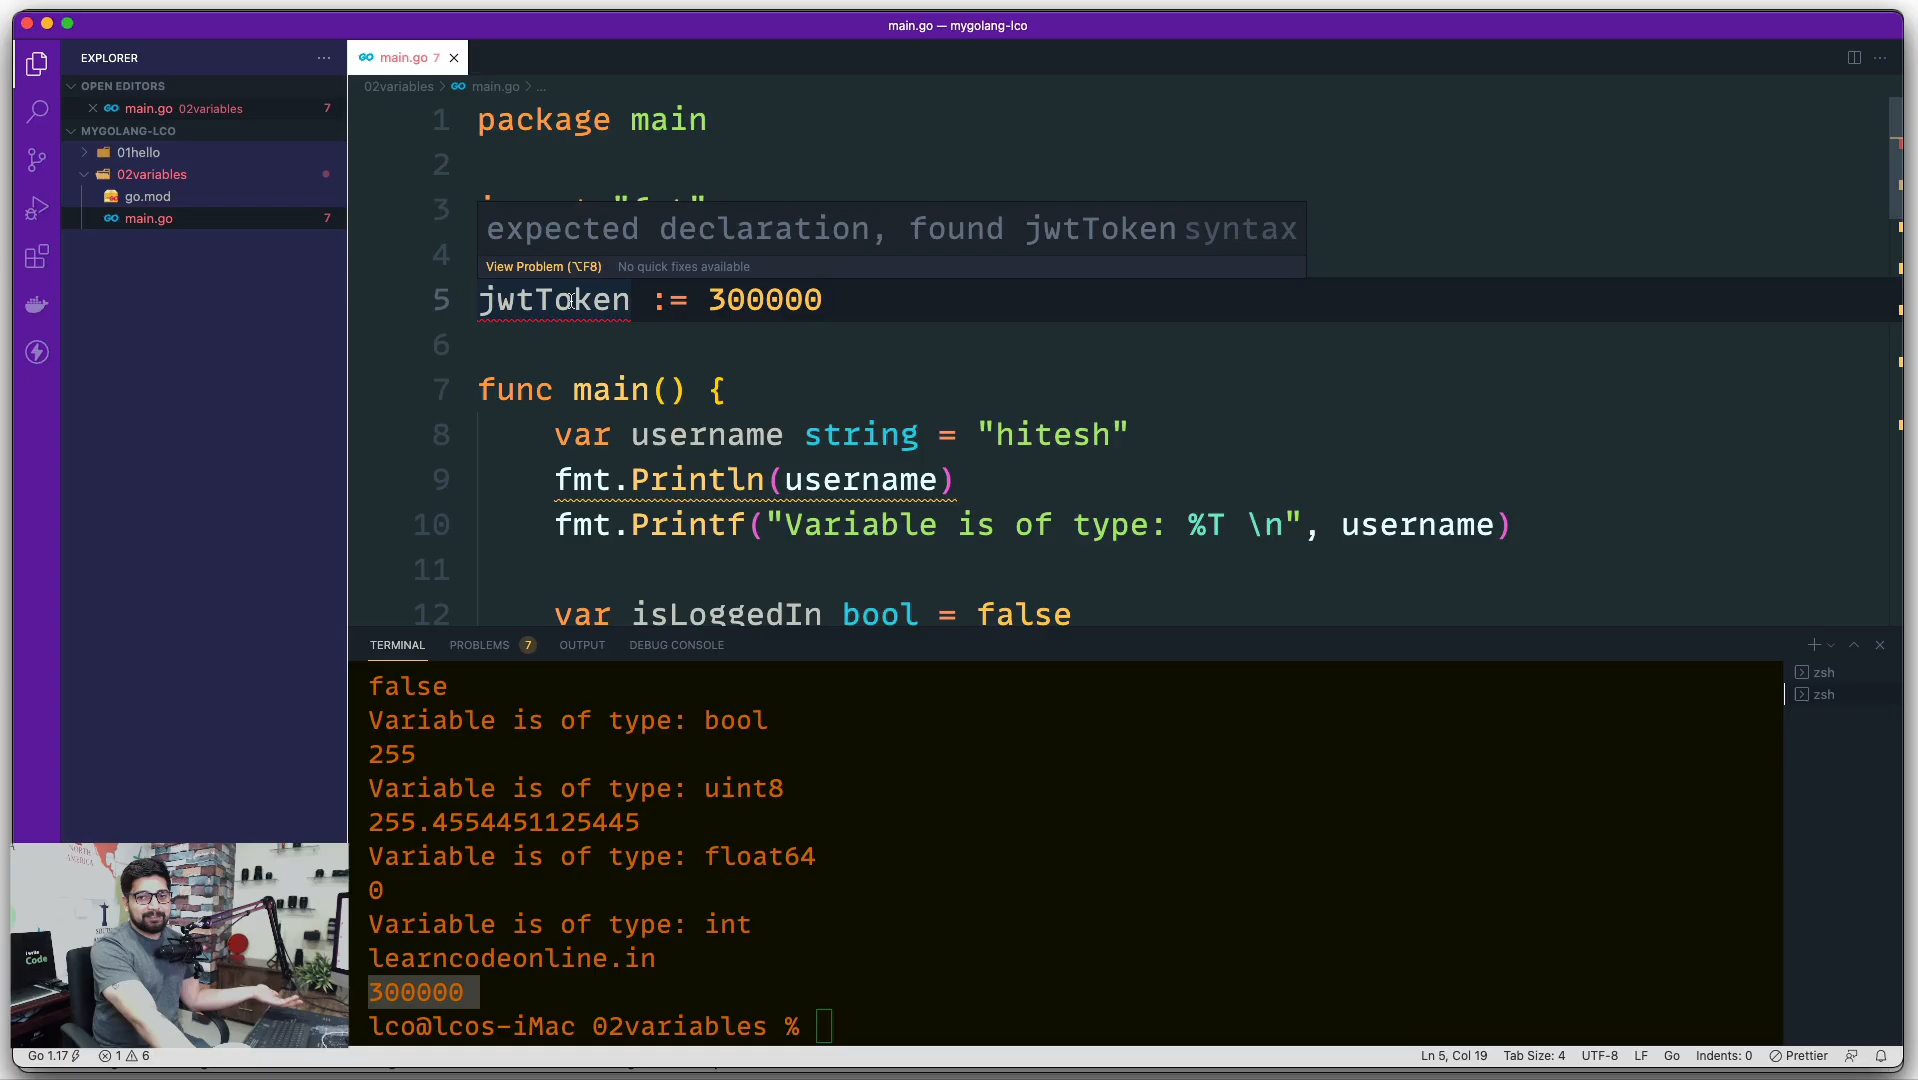 main.go — mygolang-lco
EXPLORER
OPEN EDITORS
main.go 02variables 7
MYGOLANG-LCO
01hello
02variables
go.mod
main.go 7
main.go 7
02variables > main.go > ...
1 package main
2
3
expected declaration, found jwtToken syntax
View Problem (⌥F8) No quick fixes available
4
5 jwtToken := 300000
6
7 func main() {
8 var username string = "hitesh"
9 fmt.Println(username)
10 fmt.Printf("Variable is of type: %T \n", username)
11
12 var isLoggedIn bool = false
TERMINAL PROBLEMS 7 OUTPUT DEBUG CONSOLE
false
Variable is of type: bool
255
Variable is of type: uint8
255.4554451125445
Variable is of type: float64
0
Variable is of type: int
learncodeonline.in
300000
lco@lcos-iMac 02variables %
zsh
zsh
NORTH
AMERICA
I write
Code
Go 1.17 1 6 Ln 5, Col 19 Tab Size: 4 UTF-8 LF Go Indents: 0 Prettier